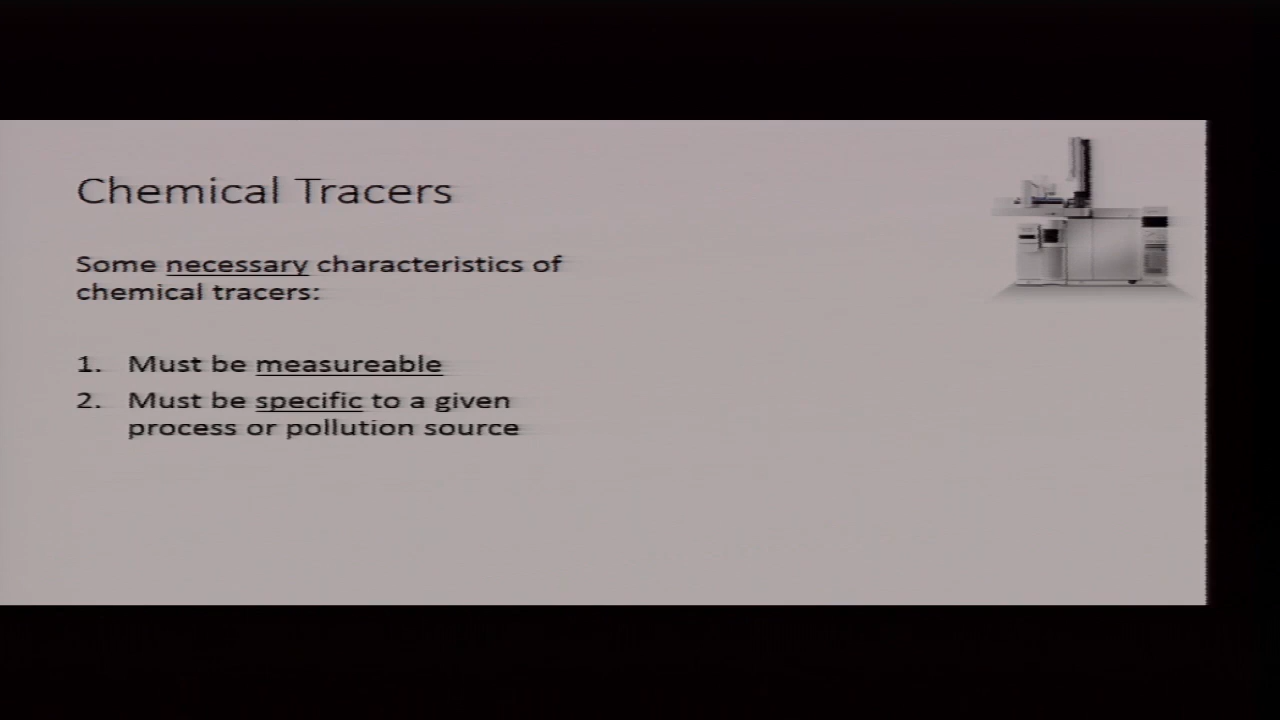 Chemical Tracers
Some necessary characteristics of
chemical tracers:
1. Must be measureable
2. Must be specific to a given
process or pollution source